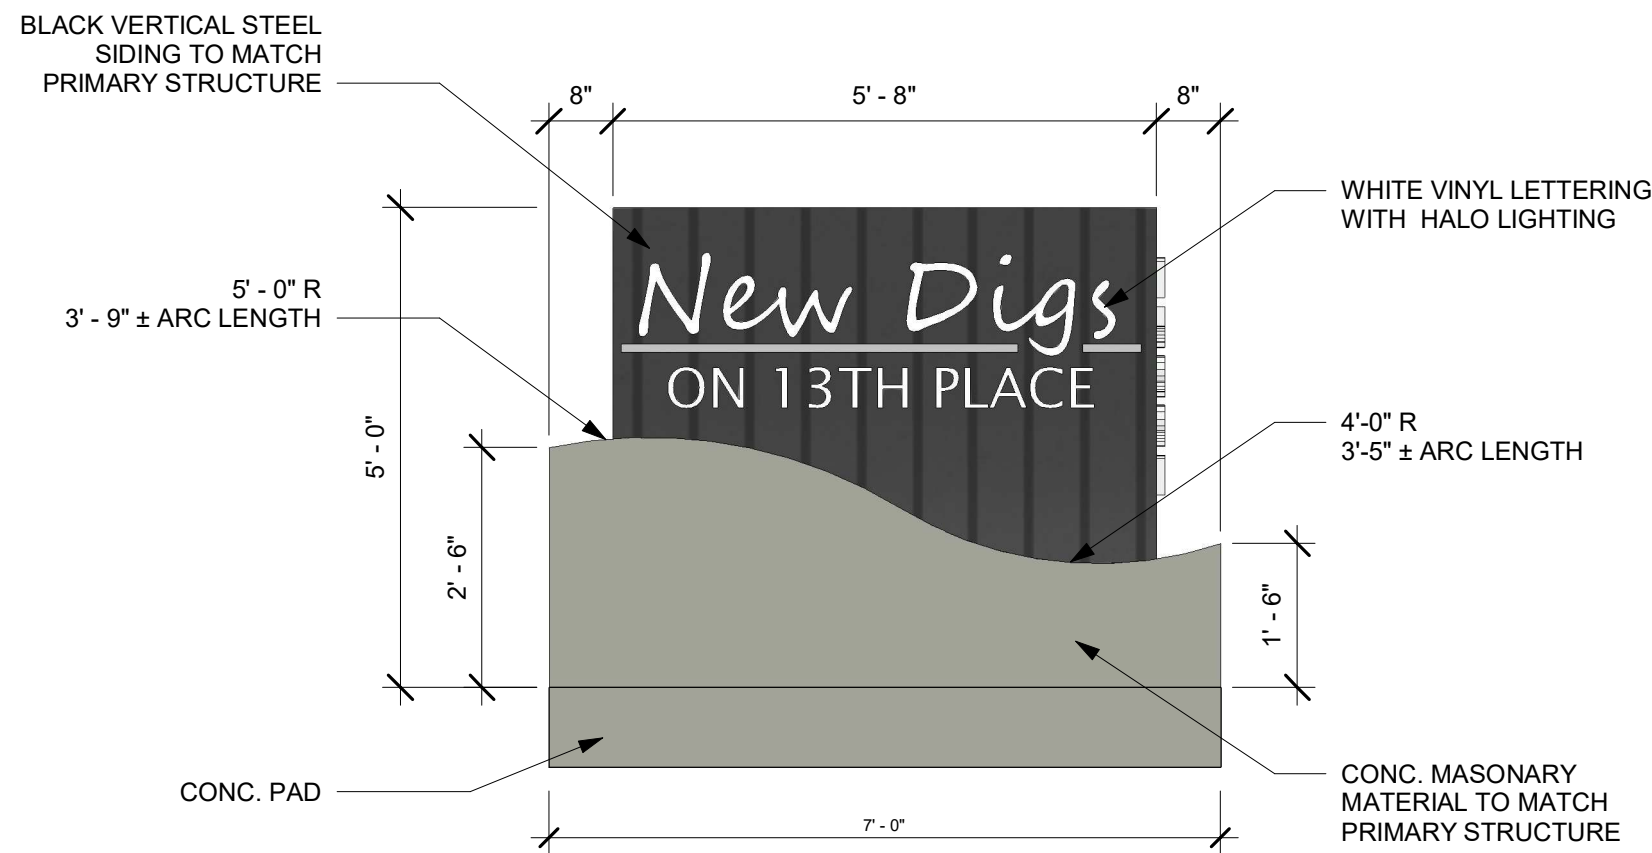 BLACK VERTICAL STEEL
SIDING TO MATCH
PRIMARY STRUCTURE
8"
5' - 8"
8"
WHITE VINYL LETTERING
WITH HALO LIGHTING
New Digs
ON 13TH PLACE
5' - 0" R
3' - 9" ± ARC LENGTH
5' - 0"
4'-0" R
3'-5" ± ARC LENGTH
2' - 6"
1' - 6"
CONC. PAD
CONC. MASONARY
MATERIAL TO MATCH
PRIMARY STRUCTURE
7' - 0"